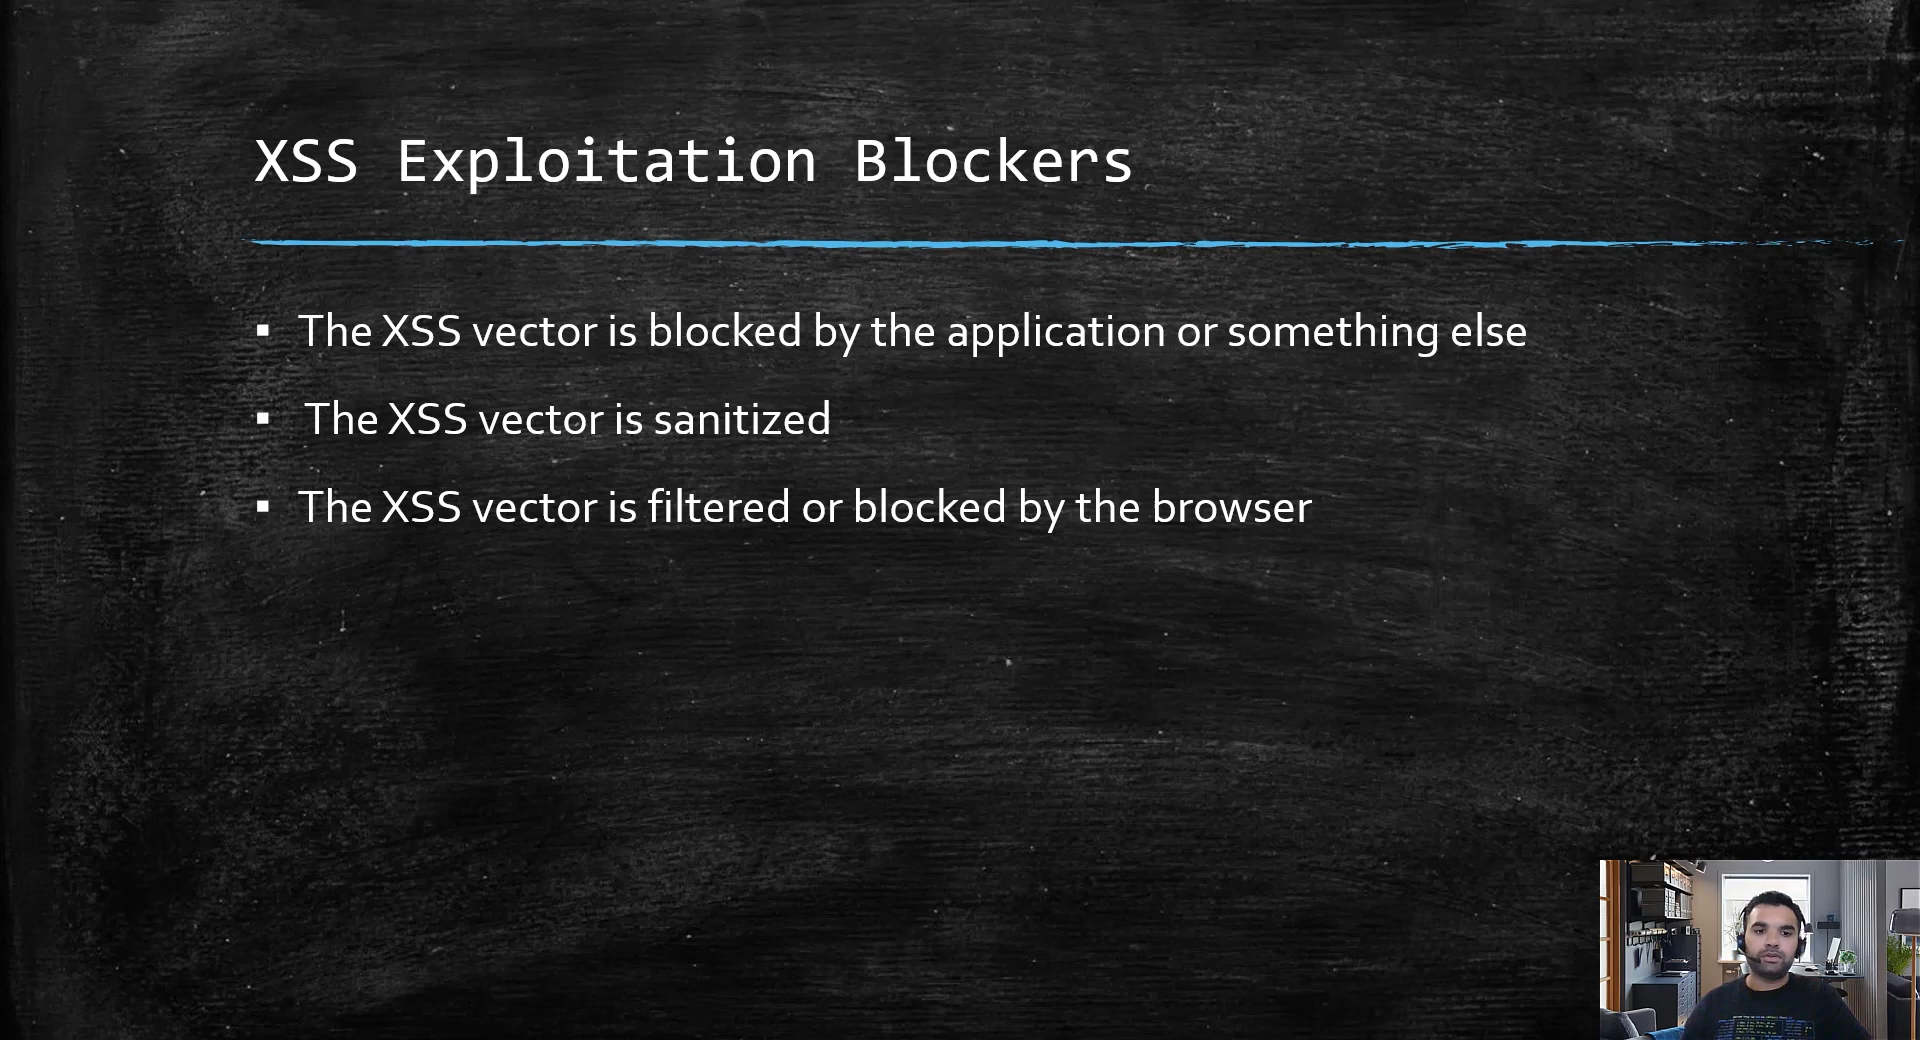 XSS Exploitation Blockers
The XSS vector is blocked by the application or something else
The XSS vector is sanitized
The XSS vector is filtered or blocked by the browser